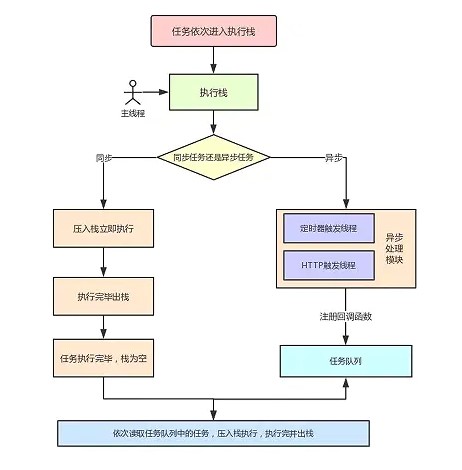 任务依次进入执行栈
执行栈
主线程
同步任务还是异步任务
同步
异步
压入栈立即执行
定时器触发线程
HTTP触发线程
异步
处理
模块
执行完毕出栈
注册回调函数
任务执行完毕，栈为空
任务队列
依次读取任务队列中的任务，压入栈执行，执行完并出栈